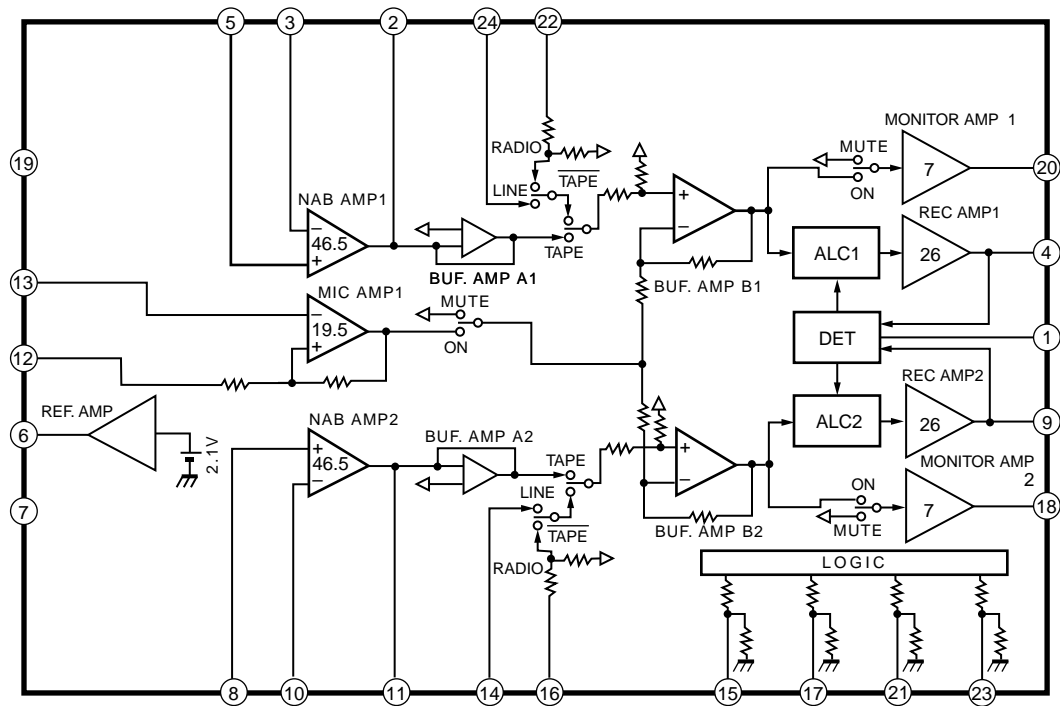 5
3
2
24
22
RADIO
LINE
TAPE
TAPE
19
NAB AMP1
−
46.5
+
BUF. AMP A1
+
−
BUF. AMP B1
MONITOR AMP 1
MUTE
ON
7
20
REC AMP1
ALC1
26
4
13
MIC AMP1
−
19.5
+
MUTE
ON
DET
1
12
REF. AMP
6
2.1V
NAB AMP2
+
46.5
−
BUF. AMP A2
TAPE
LINE
TAPE
RADIO
+
−
BUF. AMP B2
REC AMP2
ALC2
26
9
MONITOR AMP
2
ON
MUTE
7
18
7
LOGIC
8
10
11
14
16
15
17
21
23